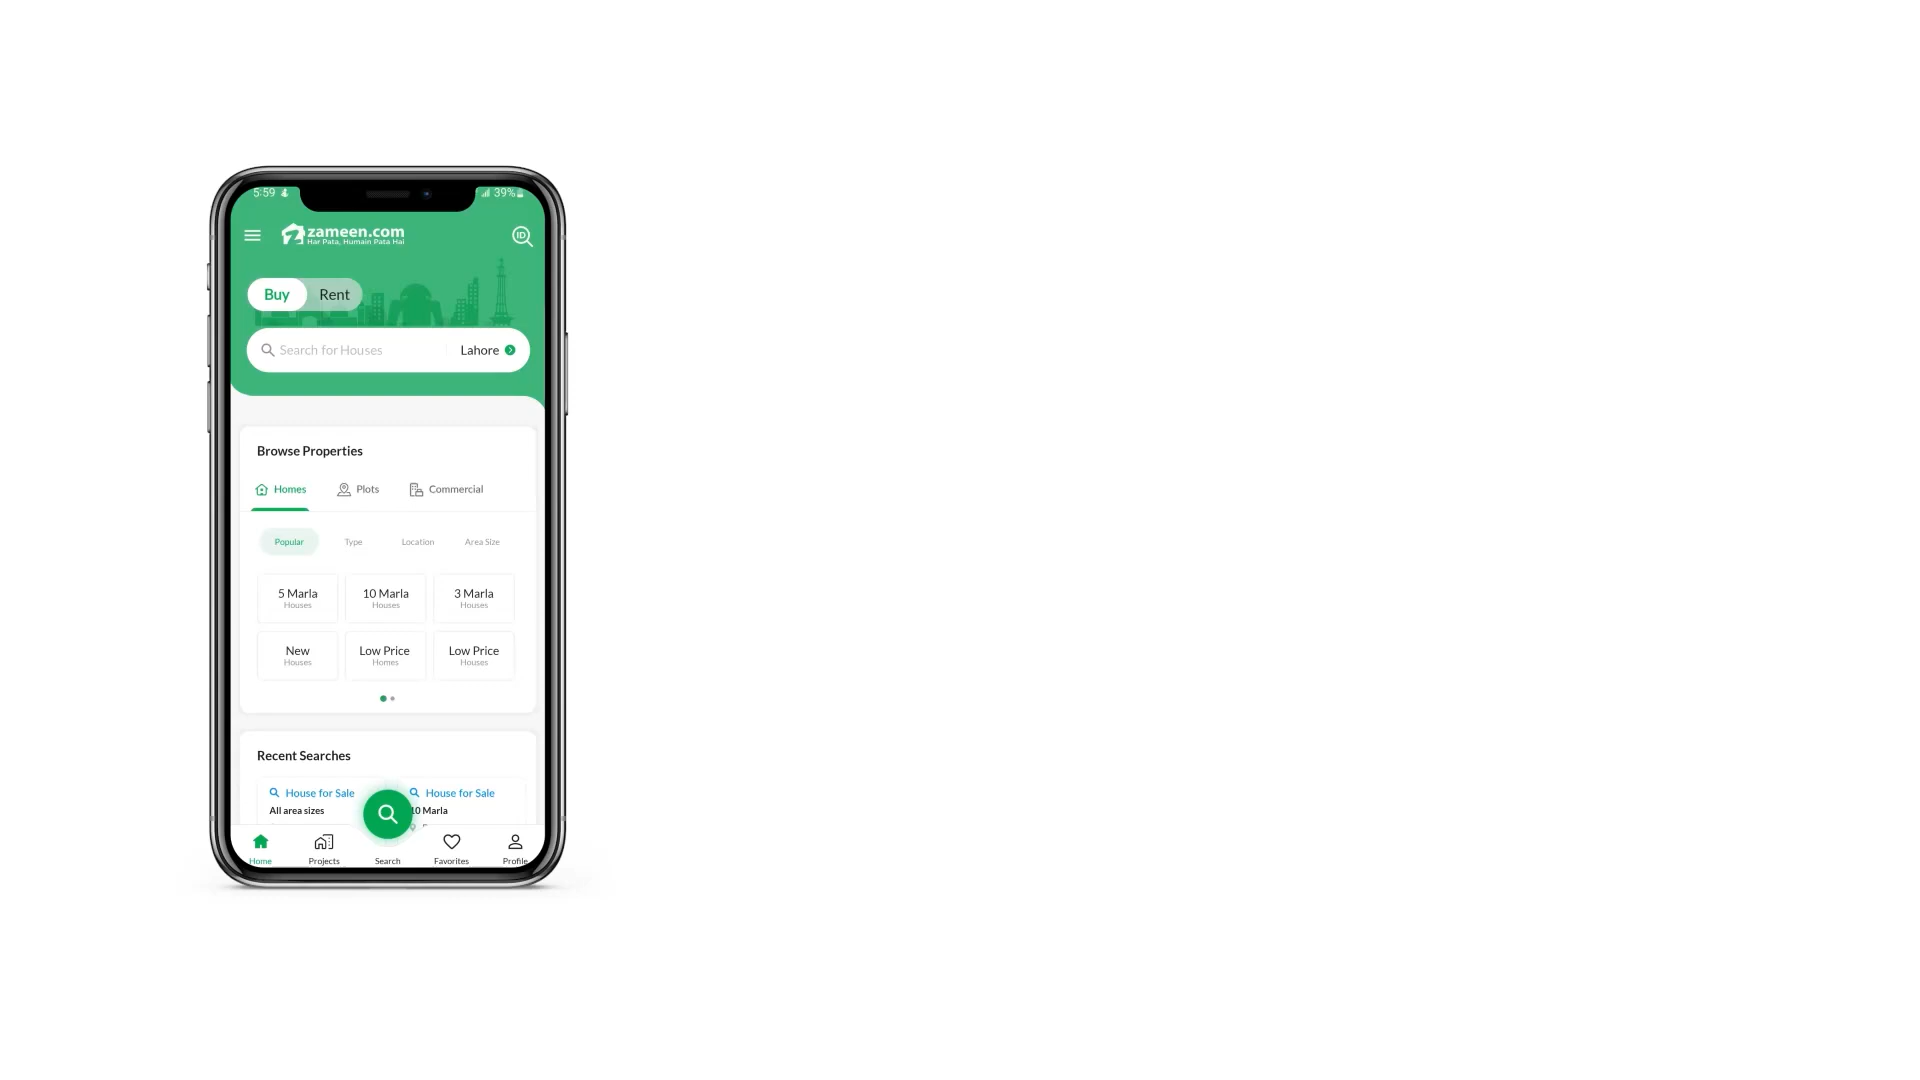 5:59
39%
zameen.com
Har Pata, Humain Pata Hai
ID
Buy Rent
Search for Houses Lahore
Browse Properties
Homes Plots Commercial
Popular Type Location Area Size
5 Marla 10 Marla 3 Marla
Houses Houses Houses
New Low Price Low Price
Houses Homes Houses
Recent Searches
House for Sale House for Sale
All area sizes 10 Marla
Home Projects Search Favorites Profile